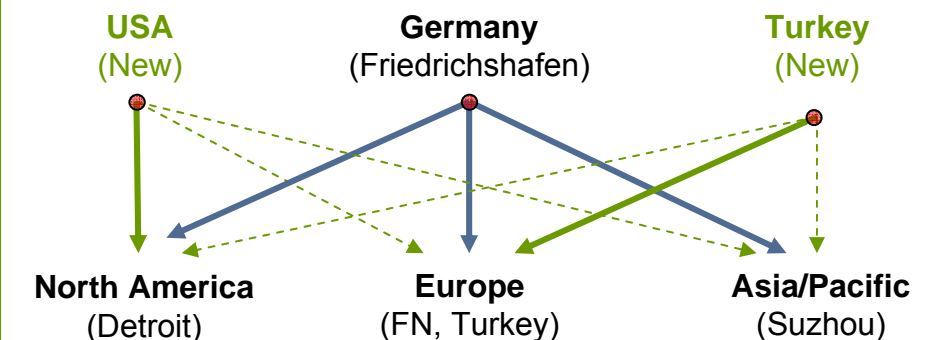 USA
(New)
Germany
(Friedrichshafen)
Turkey
(New)
North America
(Detroit)
Europe
(FN, Turkey)
Asia/Pacific
(Suzhou)